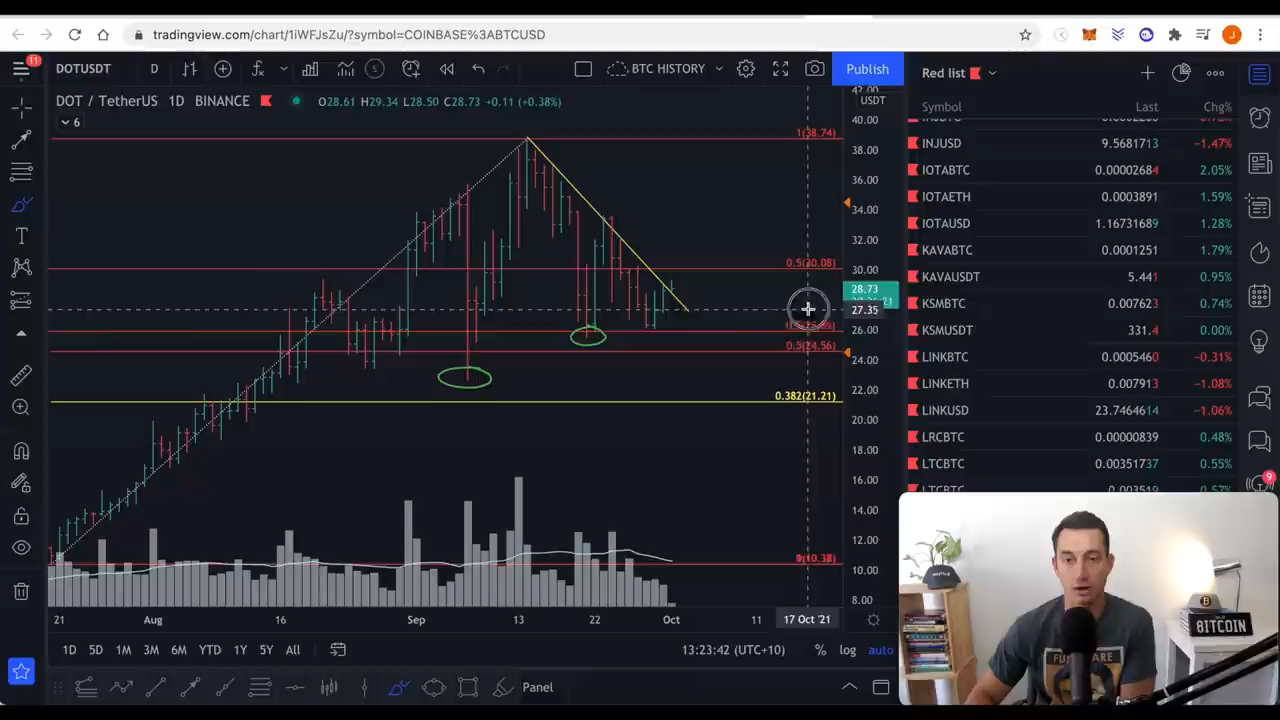 tradingview.com/chart/1iWFJsZu/?symbol=COINBASE%3ABTCUSD
J
11
DOTUSDT D BTC HISTORY Publish
Red list
DOT / TetherUS 1D BINANCE O28.61 H29.34 L28.50 C28.73 +0.11 (+0.38%)
USDT
Symbol Last Chg%
6
42.00
40.00
38.00
36.00
34.00
32.00
30.00
28.73
27.35
26.00
24.00
22.00
20.00
18.00
16.00
14.00
12.00
10.00
8.00
1(38.74)
0.5(30.08)
0.5(24.56)
0.382(21.21)
INJUSD 9.5681713 −1.47%
IOTABTC 0.00002684 2.05%
IOTAETH 0.0003891 1.59%
IOTAUSD 1.16731689 1.28%
KAVABTC 0.0001251 1.79%
KAVAUSDT 5.441 0.95%
KSMBTC 0.007623 0.74%
KSMUSDT 331.4 0.00%
LINKBTC 0.0005460 −0.31%
LINKETH 0.007913 −1.08%
LINKUSD 23.7464614 −1.06%
LRCBTC 0.00000839 0.48%
LTCBTC 0.00351737 0.55%
9
21 Aug 16 Sep 13 22 Oct 11 17 Oct '21
1D 5D 1M 3M 6M YTD 1Y 5Y All 13:23:42 (UTC+10) % log auto
Panel
BITCOIN